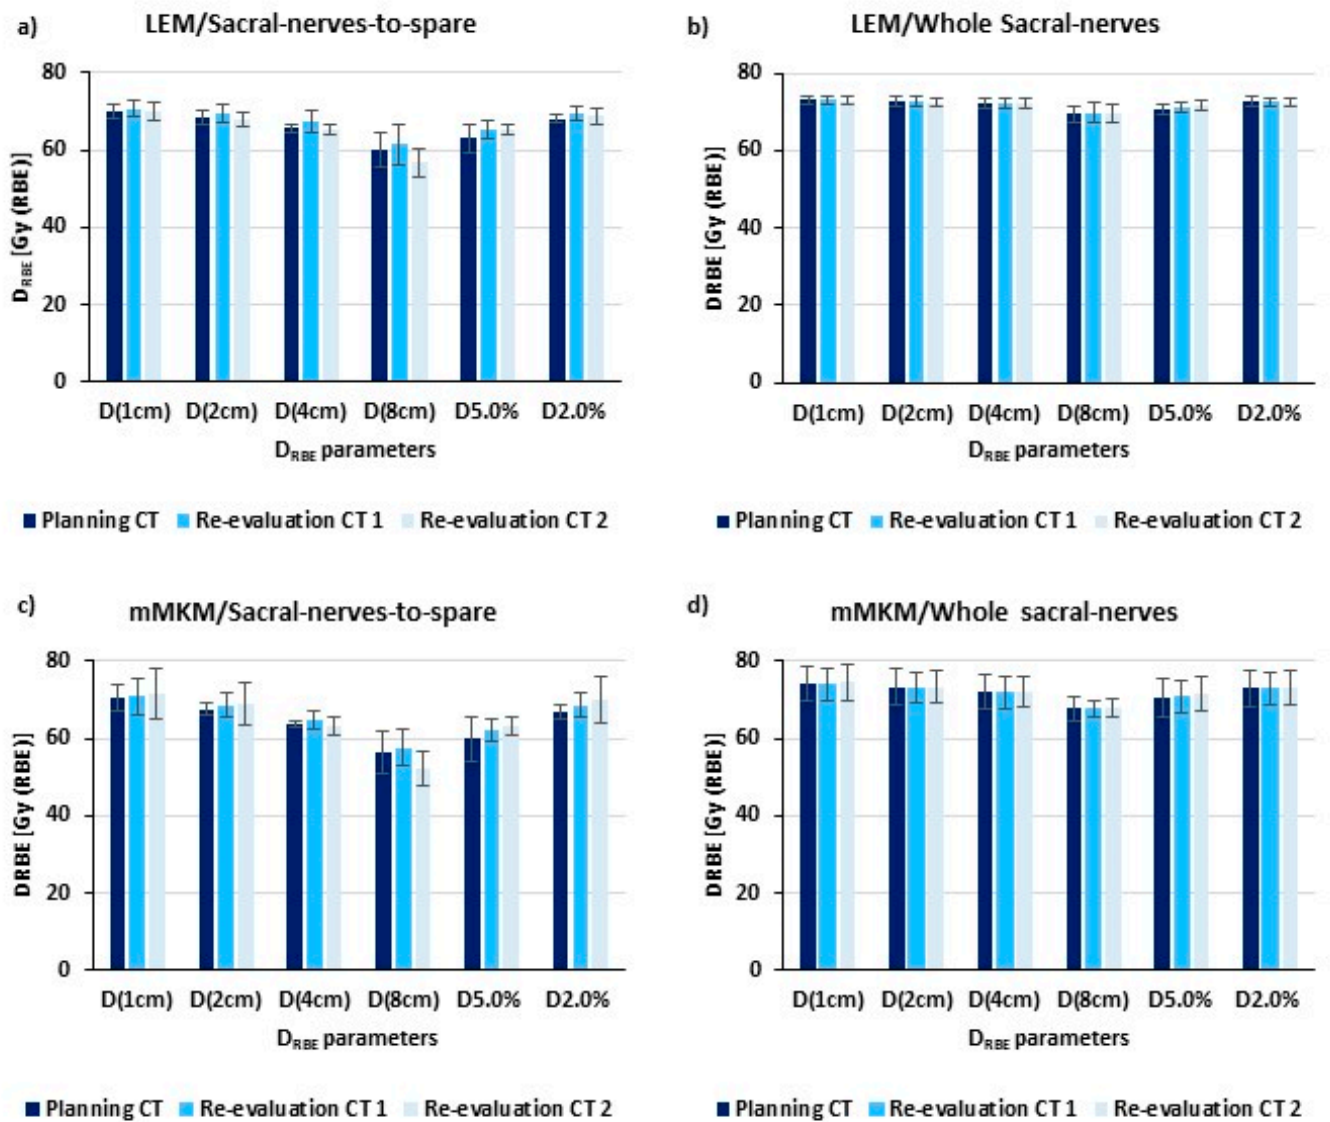 a)
LEM/Sacral-nerves-to-spare
80
60
40
20
0
D_RBE [Gy (RBE)]
D(1cm) D(2cm) D(4cm) D(8cm) D5.0% D2.0%
D_RBE parameters
Planning CT Re-evaluation CT 1 Re-evaluation CT 2
b)
LEM/Whole Sacral-nerves
80
60
40
20
0
DRBE [Gy (RBE)]
D(1cm) D(2cm) D(4cm) D(8cm) D5.0% D2.0%
D_RBE parameters
Planning CT Re-evaluation CT 1 Re-evaluation CT 2
c)
mMKM/Sacral-nerves-to-spare
80
60
40
20
0
DRBE [Gy (RBE)]
D(1cm) D(2cm) D(4cm) D(8cm) D5.0% D2.0%
D_RBE parameters
Planning CT Re-evaluation CT 1 Re-evaluation CT 2
d)
mMKM/Whole sacral-nerves
80
60
40
20
0
DRBE [Gy (RBE)]
D(1cm) D(2cm) D(4cm) D(8cm) D5.0% D2.0%
D_RBE parameters
Planning CT Re-evaluation CT 1 Re-evaluation CT 2